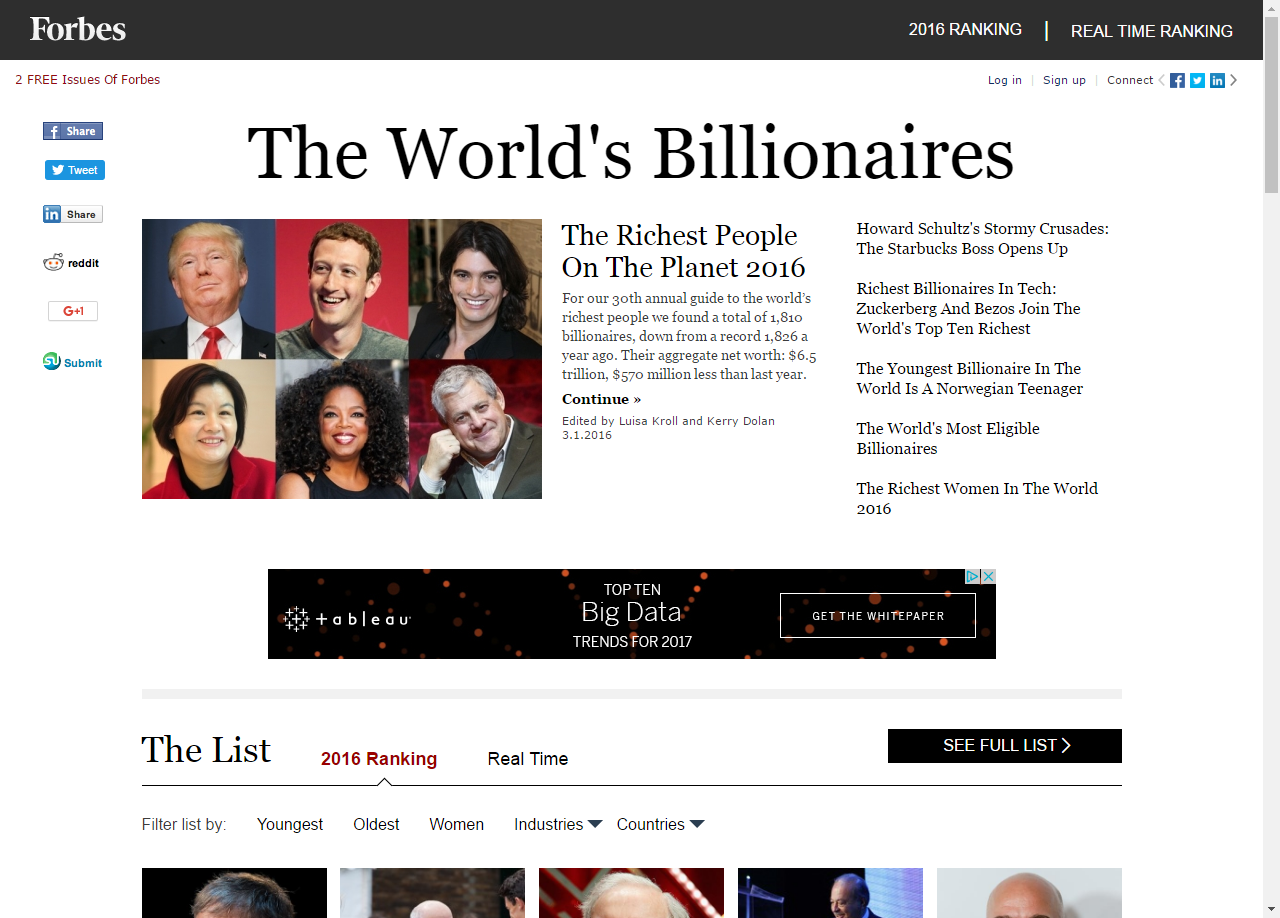 Forbes
2016 RANKING | REAL TIME RANKING
2 FREE Issues Of Forbes
Log in | Sign up | Connect
Share
Tweet
Share
reddit
G+1
Submit
The World's Billionaires
The Richest People
On The Planet 2016
For our 30th annual guide to the world’s
richest people we found a total of 1,810
billionaires, down from a record 1,826 a
year ago. Their aggregate net worth: $6.5
trillion, $570 million less than last year.
Continue »
Edited by Luisa Kroll and Kerry Dolan
3.1.2016
Howard Schultz's Stormy Crusades:
The Starbucks Boss Opens Up
Richest Billionaires In Tech:
Zuckerberg And Bezos Join The
World's Top Ten Richest
The Youngest Billionaire In The
World Is A Norwegian Teenager
The World's Most Eligible
Billionaires
The Richest Women In The World
2016
+ableau
TOP TEN
Big Data
TRENDS FOR 2017
GET THE WHITEPAPER
The List
2016 Ranking
Real Time
SEE FULL LIST
Filter list by: Youngest Oldest Women Industries Countries